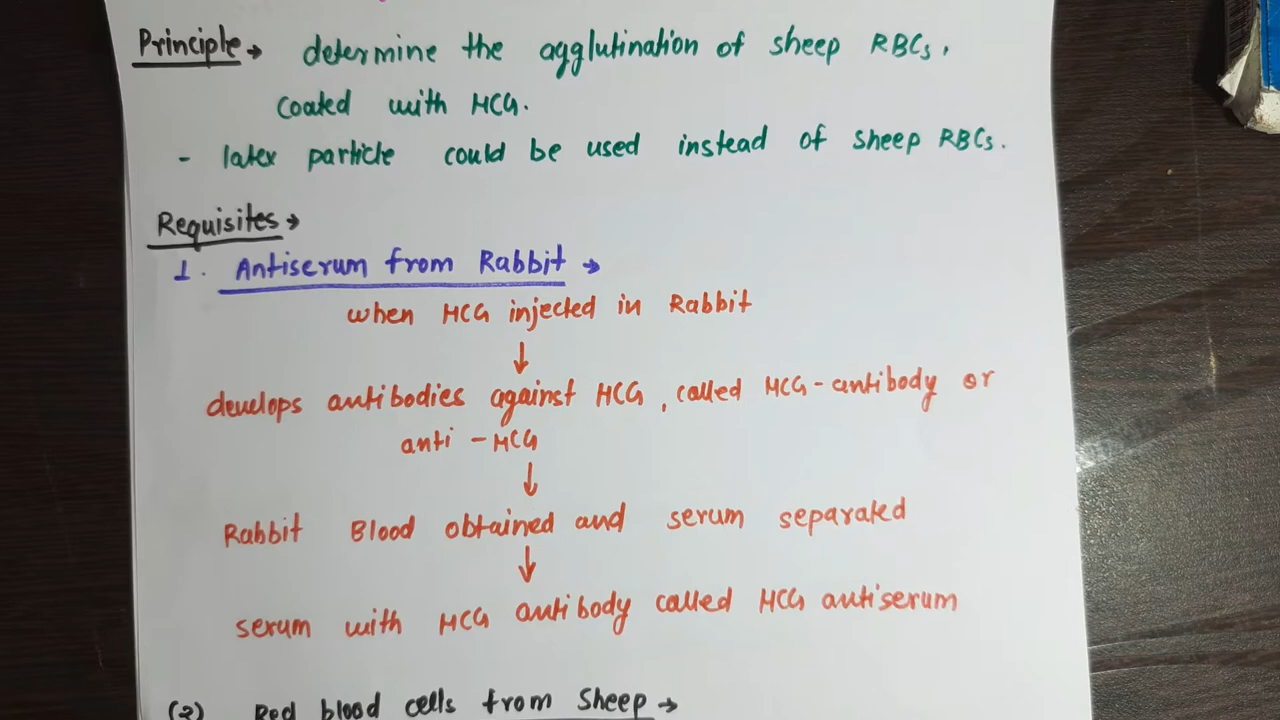 Principle → determine the agglutination of sheep RBCs,
coated with HCG.
- latex particle could be used instead of sheep RBCs.
Requisites →
1. Antiserum from Rabbit →
when HCG injected in Rabbit
↓
develops antibodies against HCG, called HCG-antibody or
anti - HCG
↓
Rabbit Blood obtained and serum separated
↓
serum with HCG antibody called HCG antiserum
(2) Red blood cells from Sheep →